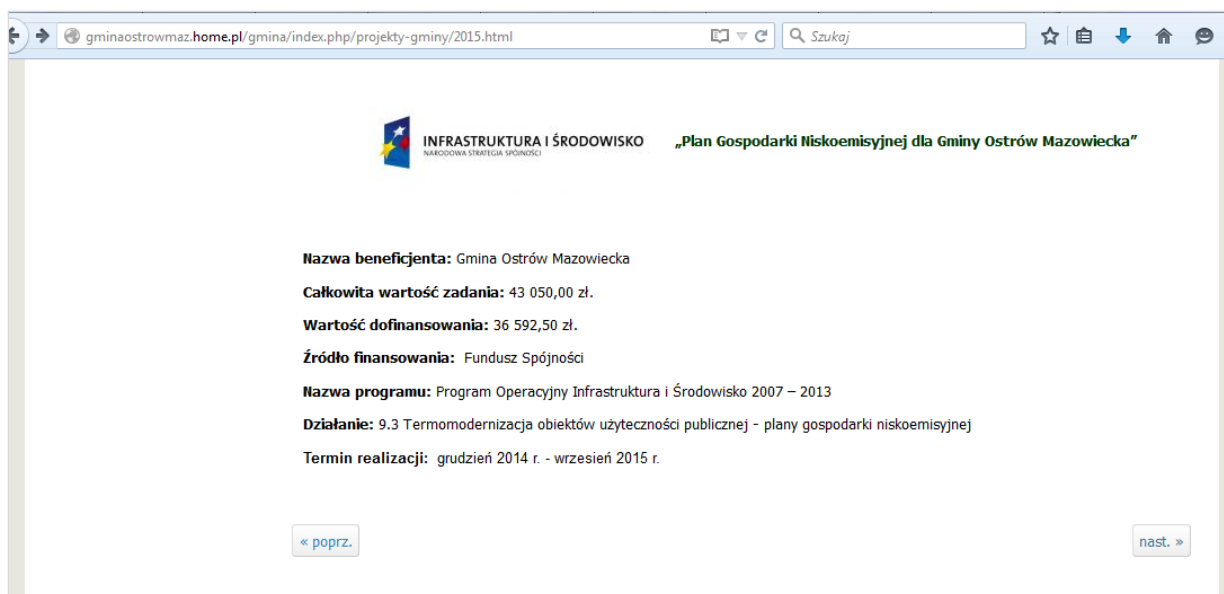 gminaostrowmaz.home.pl/gmina/index.php/projekty-gminy/2015.html
Szukaj
INFRASTRUKTURA I ŚRODOWISKO
NARODOWA STRATEGIA SPÓJNOŚCI
„Plan Gospodarki Niskoemisyjnej dla Gminy Ostrów Mazowiecka”
Nazwa beneficjenta: Gmina Ostrów Mazowiecka
Całkowita wartość zadania: 43 050,00 zł.
Wartość dofinansowania: 36 592,50 zł.
Źródło finansowania: Fundusz Spójności
Nazwa programu: Program Operacyjny Infrastruktura i Środowisko 2007 – 2013
Działanie: 9.3 Termomodernizacja obiektów użyteczności publicznej - plany gospodarki niskoemisyjnej
Termin realizacji: grudzień 2014 r. - wrzesień 2015 r.
« poprz.
nast. »